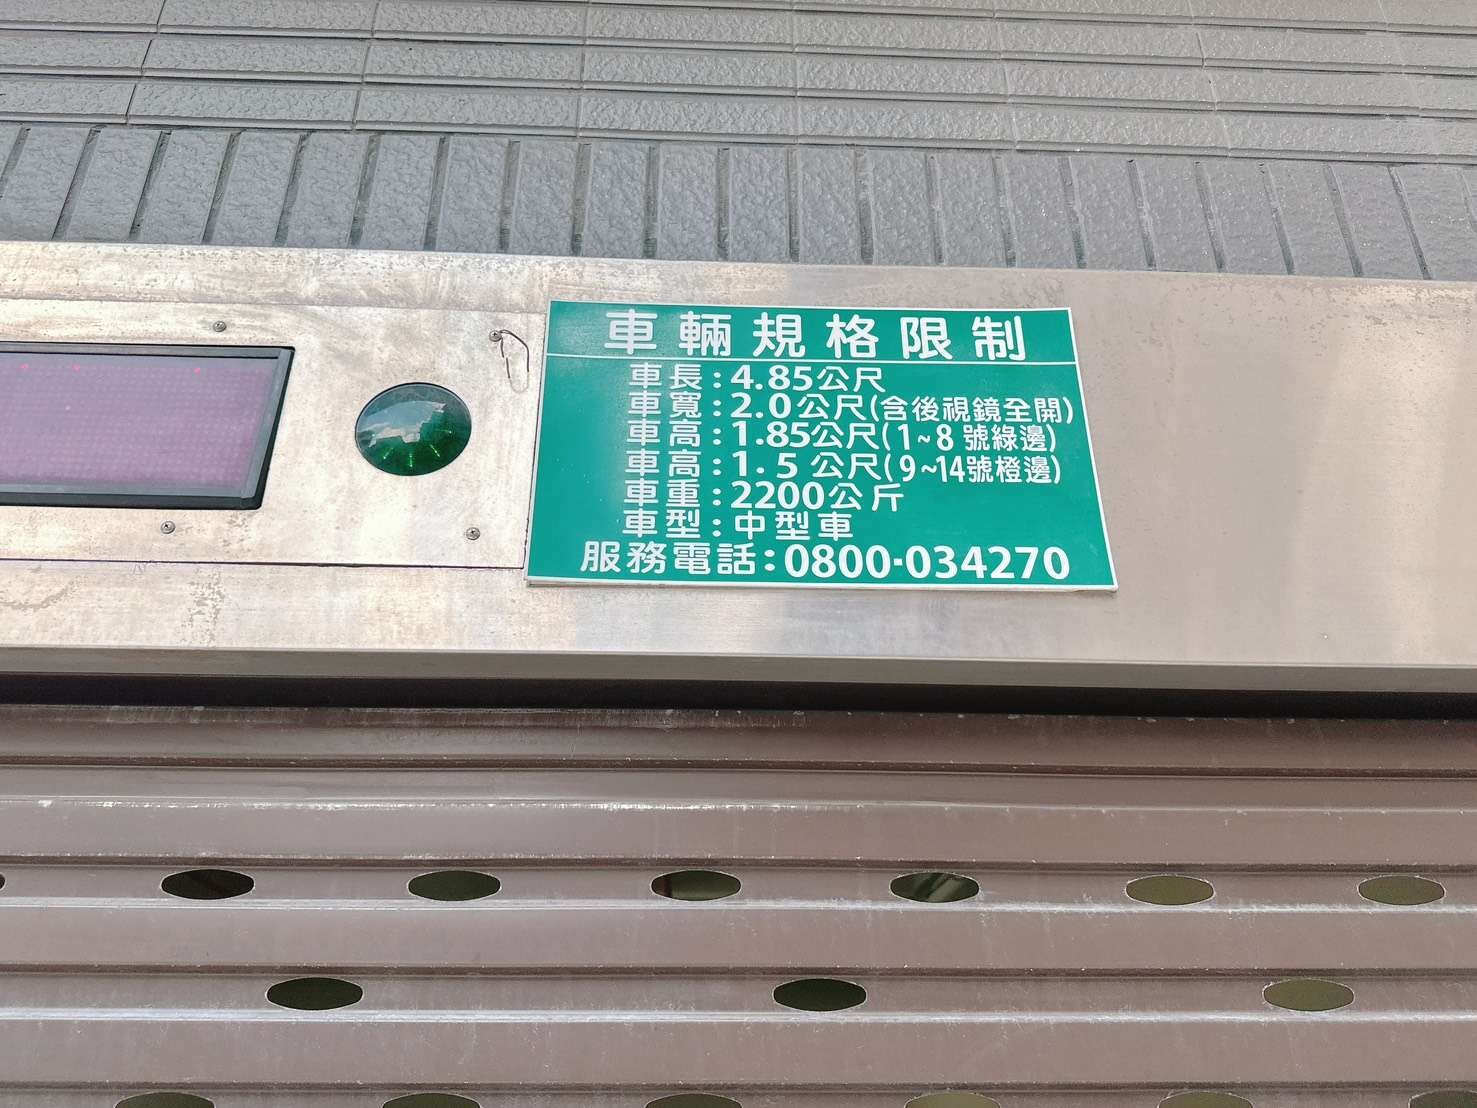 車輛規格限制
車長:4.85公尺
車寬:2.0公尺(含後視鏡全開)
車高:1.85公尺(1~8號綠邊)
車高:1.5公尺(9~14號橙邊)
車重:2200公斤
車型:中型車
服務電話:0800-034270